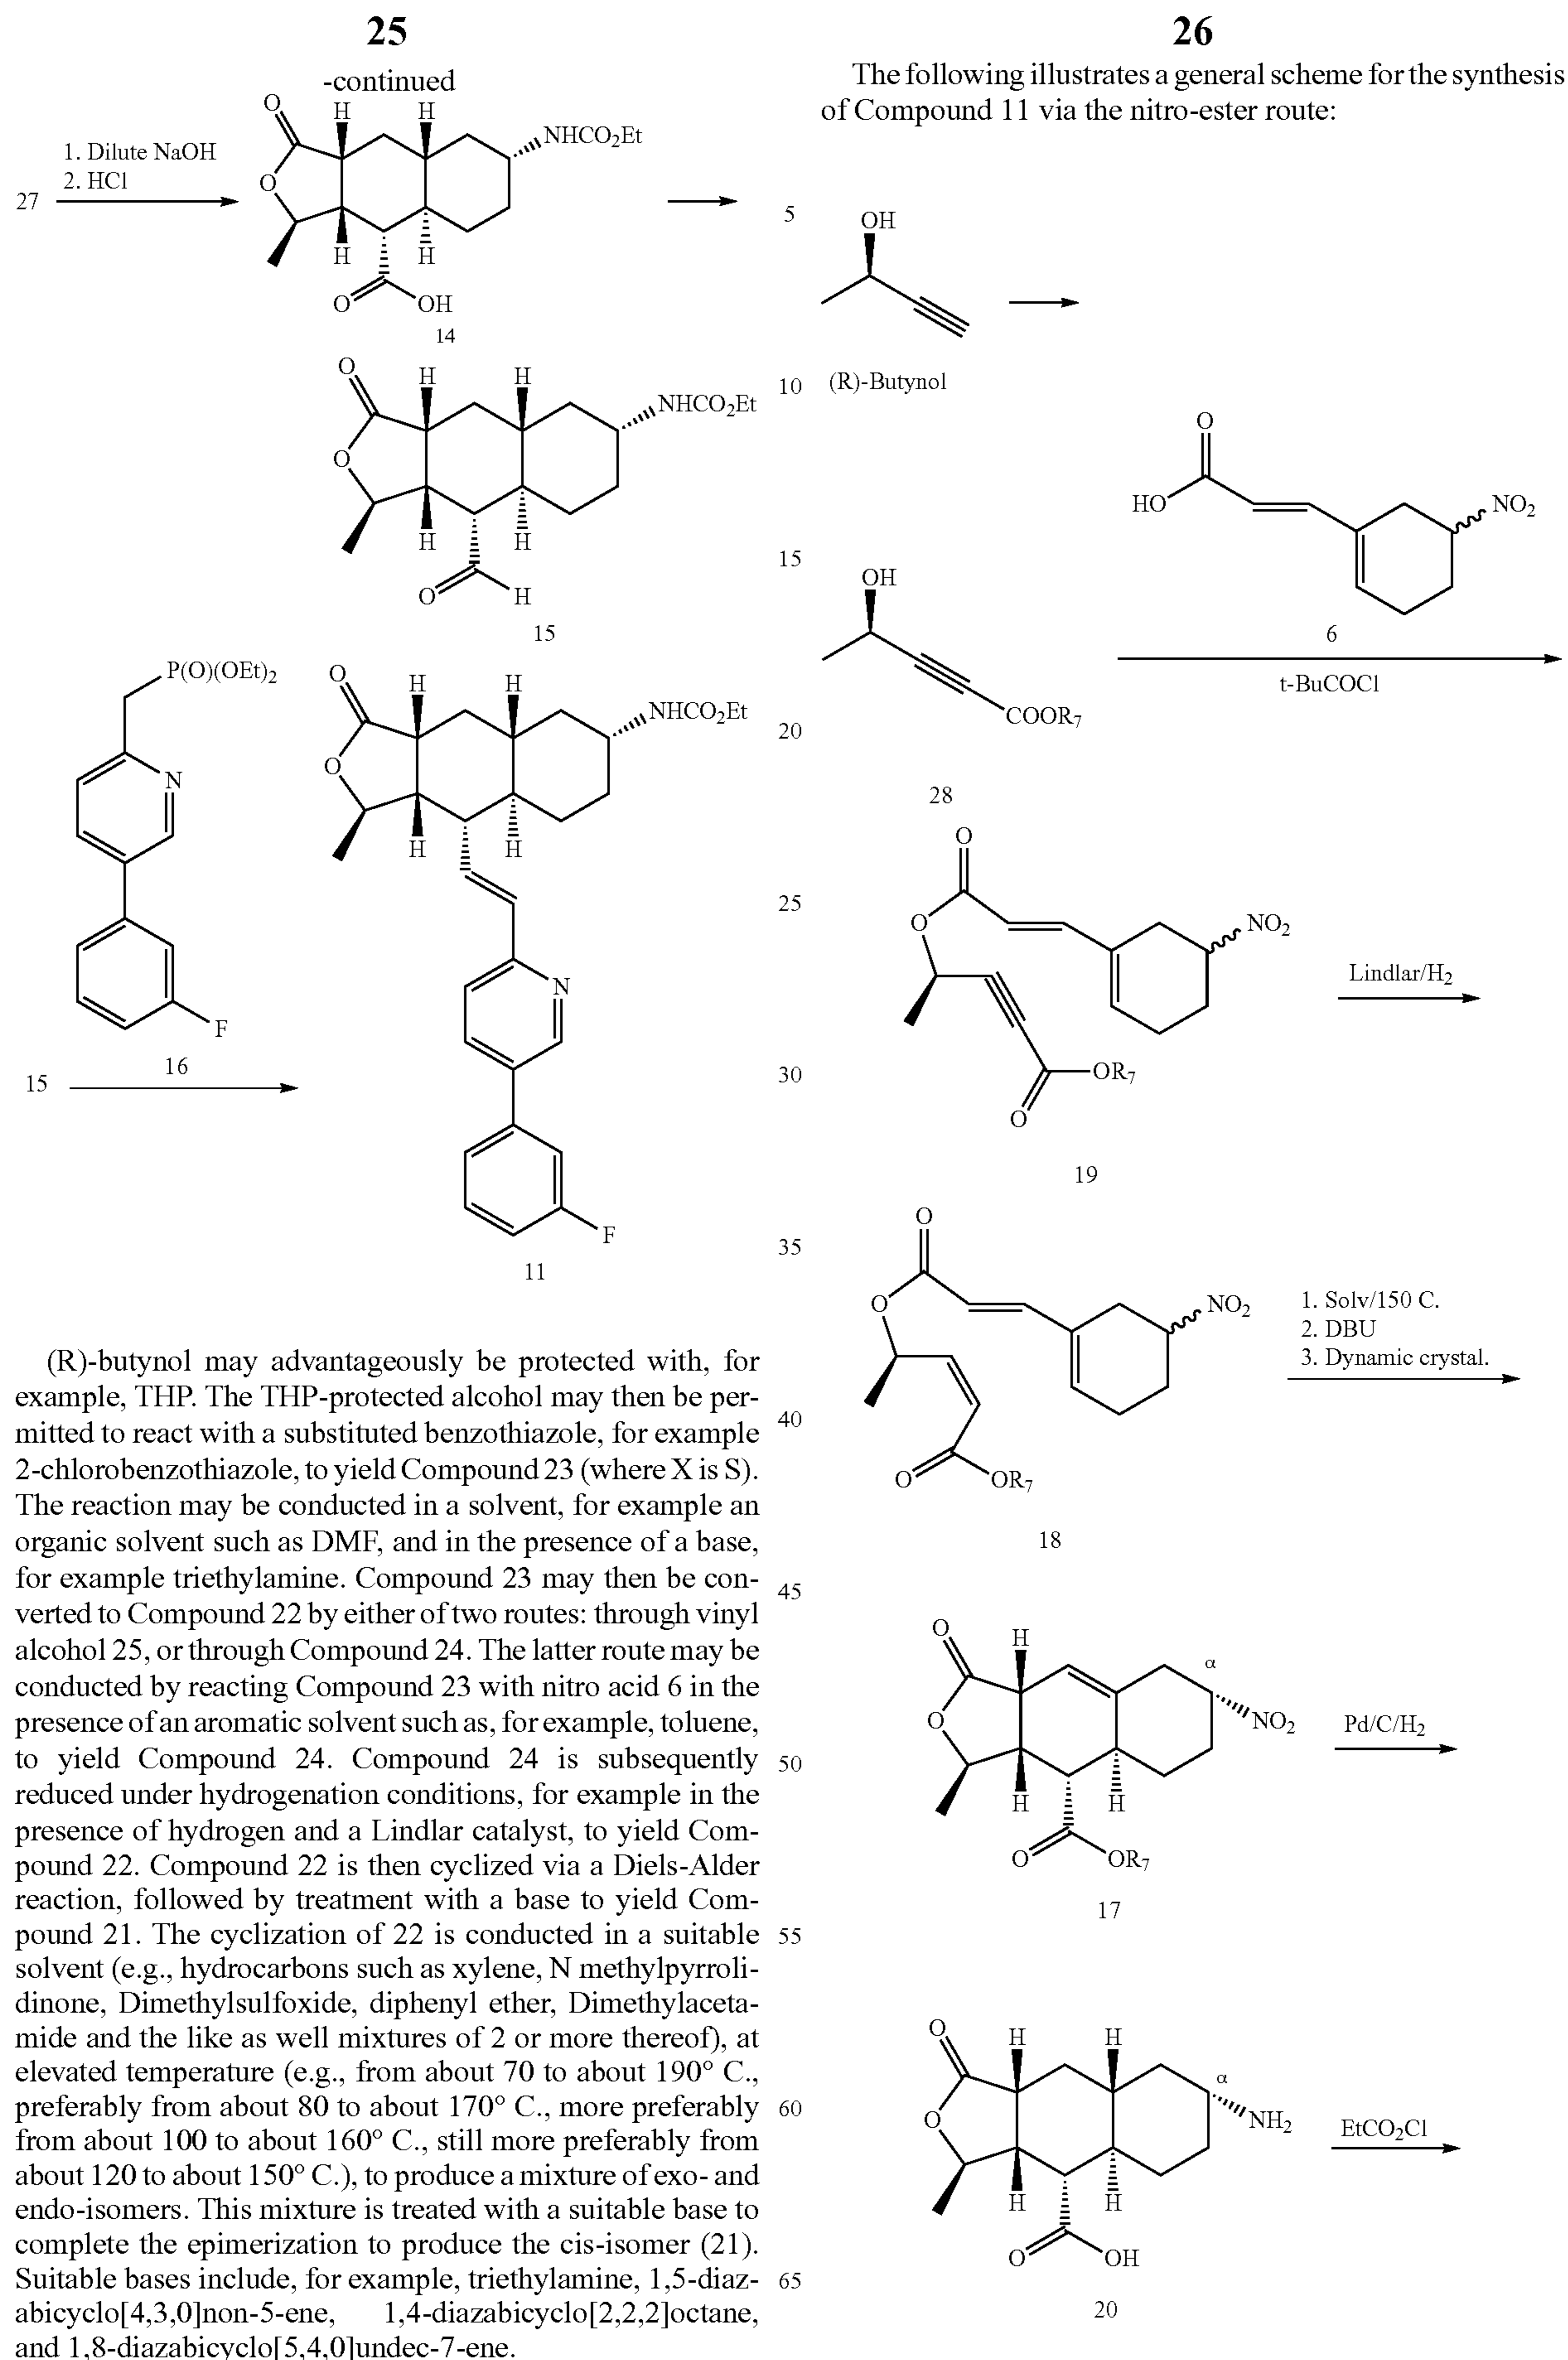 25
-continued
27
1. Dilute NaOH
2. HCl
O
H
H
NHCO2Et
O
H
H
O
OH
14
O
H
H
NHCO2Et
O
H
H
O
H
15
P(O)(OEt)2
N
F
16
15
O
H
H
NHCO2Et
O
H
H
N
F
11
(R)-butynol may advantageously be protected with, for
example, THP. The THP-protected alcohol may then be per-
mitted to react with a substituted benzothiazole, for example
2-chlorobenzothiazole, to yield Compound 23 (where X is S).
The reaction may be conducted in a solvent, for example an
organic solvent such as DMF, and in the presence of a base,
for example triethylamine. Compound 23 may then be con-
verted to Compound 22 by either of two routes: through vinyl
alcohol 25, or through Compound 24. The latter route may be
conducted by reacting Compound 23 with nitro acid 6 in the
presence of an aromatic solvent such as, for example, toluene,
to yield Compound 24. Compound 24 is subsequently
reduced under hydrogenation conditions, for example in the
presence of hydrogen and a Lindlar catalyst, to yield Com-
pound 22. Compound 22 is then cyclized via a Diels-Alder
reaction, followed by treatment with a base to yield Com-
pound 21. The cyclization of 22 is conducted in a suitable
solvent (e.g., hydrocarbons such as xylene, N methylpyrroli-
dinone, Dimethylsulfoxide, diphenyl ether, Dimethylaceta-
mide and the like as well mixtures of 2 or more thereof), at
elevated temperature (e.g., from about 70 to about 190° C.,
preferably from about 80 to about 170° C., more preferably
from about 100 to about 160° C., still more preferably from
about 120 to about 150° C.), to produce a mixture of exo- and
endo-isomers. This mixture is treated with a suitable base to
complete the epimerization to produce the cis-isomer (21).
Suitable bases include, for example, triethylamine, 1,5-diaz-
abicyclo[4,3,0]non-5-ene, 1,4-diazabicyclo[2,2,2]octane,
and 1,8-diazabicyclo[5,4,0]undec-7-ene.
5
10
15
20
25
30
35
40
45
50
55
60
65
26
The following illustrates a general scheme for the synthesis
of Compound 11 via the nitro-ester route:
OH
(R)-Butynol
OH
COOR7
28
O
HO
NO2
6
t-BuCOCl
O
O
NO2
OR7
O
19
Lindlar/H2
O
O
NO2
O
OR7
18
1. Solv/150 C.
2. DBU
3. Dynamic crystal.
O
H
α
O
NO2
H
H
O
OR7
17
Pd/C/H2
O
H
H
α
O
NH2
H
H
O
OH
20
EtCO2Cl